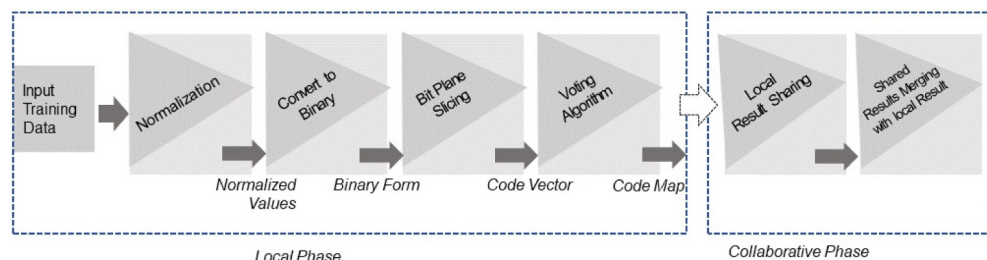 Input
Training
Data
Normalization
Normalized
Values
Convert to
Binary
Binary Form
Bit Plane
Slicing
Code Vector
Voting
Algorithm
Code Map
Local Phase
Local
Result Sharing
Shared
Results Merging
with local Result
Collaborative Phase